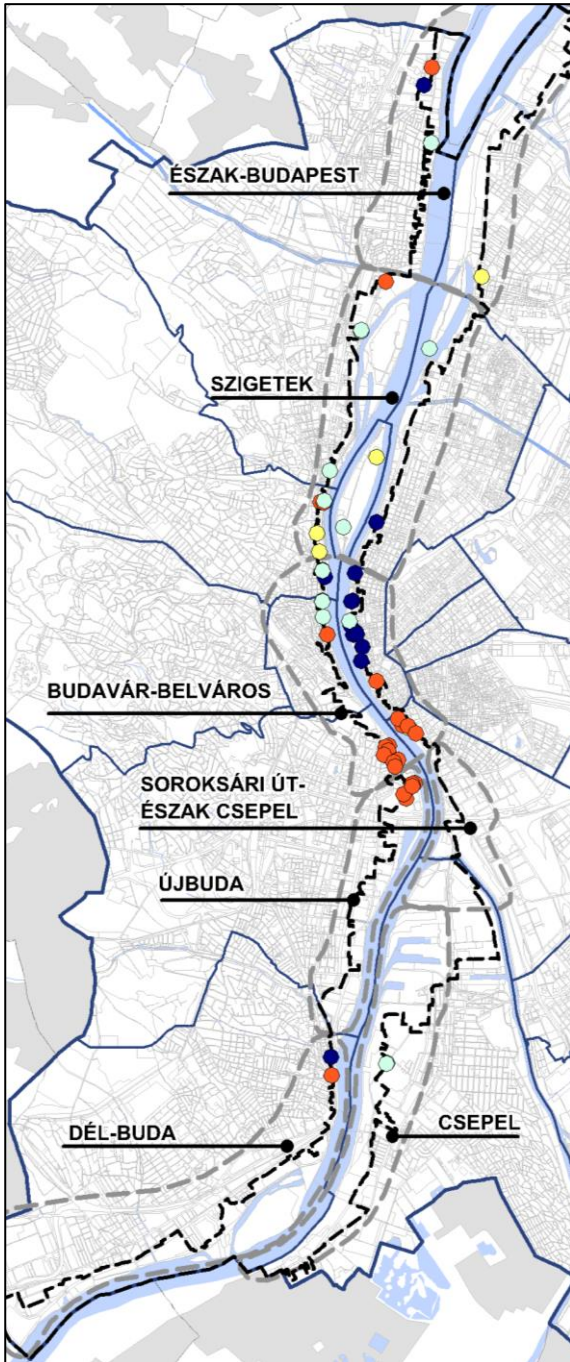 ÉSZAK-BUDAPEST
SZIGETEK
BUDAVÁR-BELVÁROS
SOROKSÁRI ÚT-
ÉSZAK CSEPEL
ÚJBUDA
DÉL-BUDA
CSEPEL